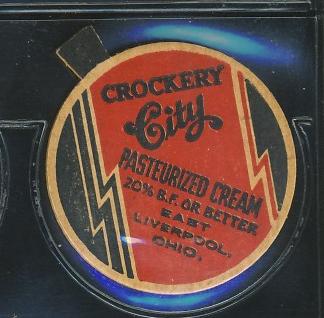 CROCKERY
City
PASTEURIZED CREAM
20% B.F. OR BETTER
EAST
LIVERPOOL,
OHIO.